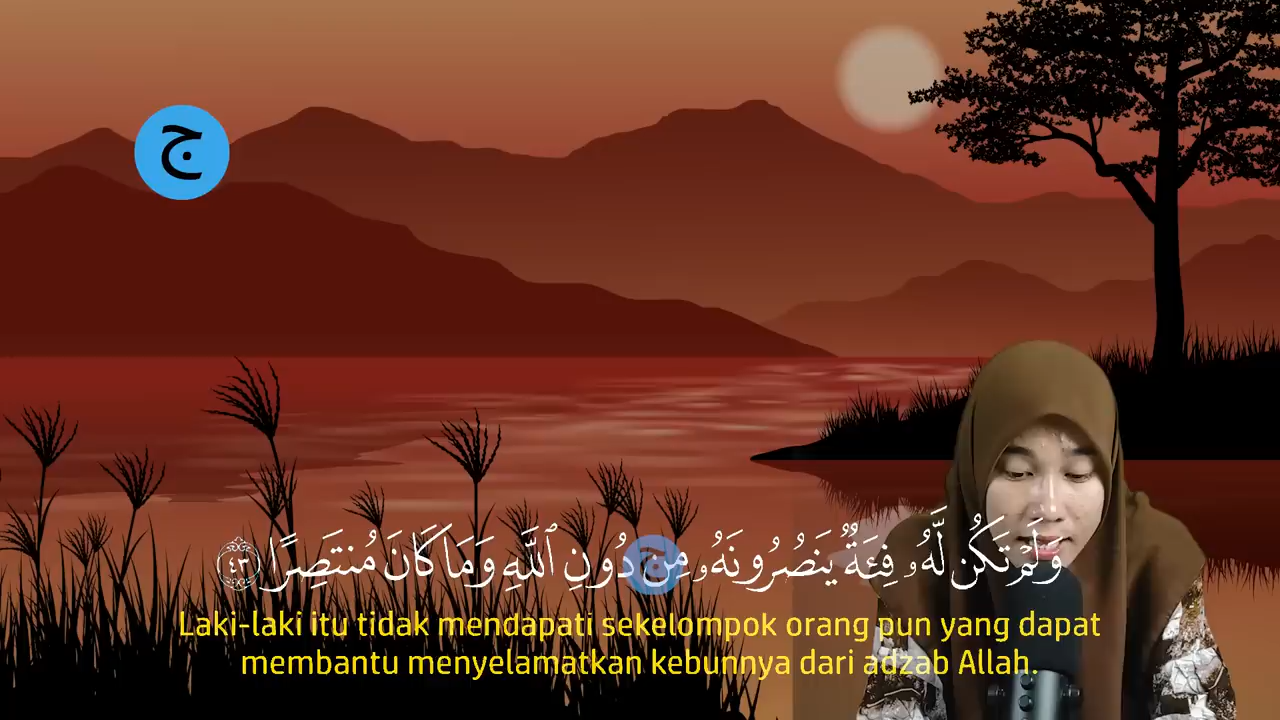 ج
وَلَمْ تَكُن لَّهُۥ فِئَةٌ يَنصُرُونَهُۥ مِن دُونِ ٱللَّهِ وَمَا كَانَ مُنتَصِرًا ٤٣
ج
Laki-laki itu tidak mendapati sekelompok orang pun yang dapat
membantu menyelamatkan kebunnya dari adzab Allah.